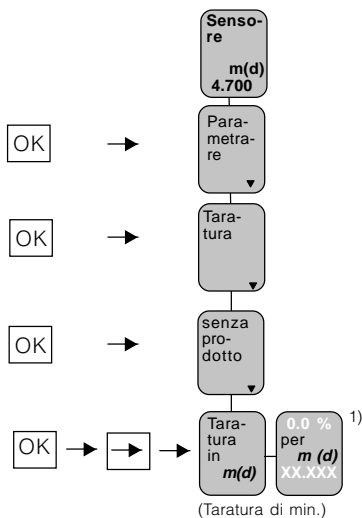 Senso-
re
m(d)
4.700
OK
Para-
metra-
re
OK
Tara-
tura
OK
senza
pro-
dotto
OK
Tara-
tura
in
m(d)
0.0 %
per
m (d)
XX.XXX
1)
(Taratura di min.)